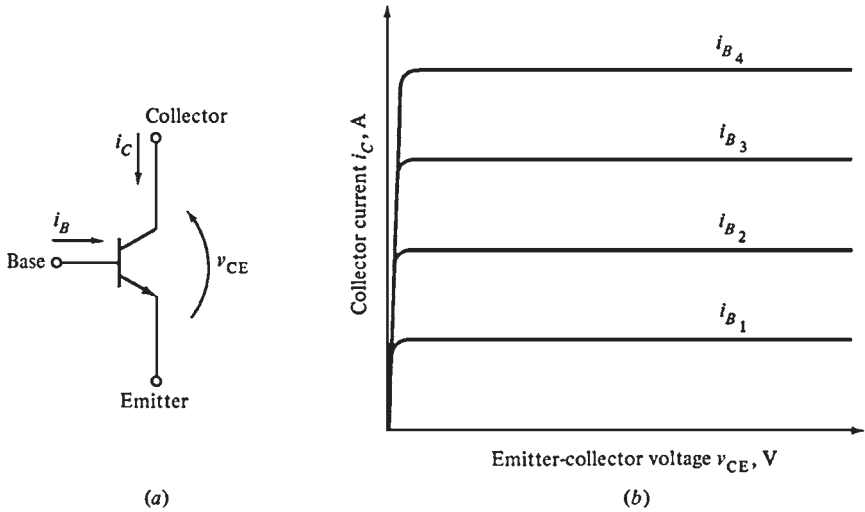 Collector
i_C
i_B
Base
v_CE
Emitter
(a)
Collector current i_C, A
i_B4
i_B3
i_B2
i_B1
Emitter-collector voltage v_CE, V
(b)